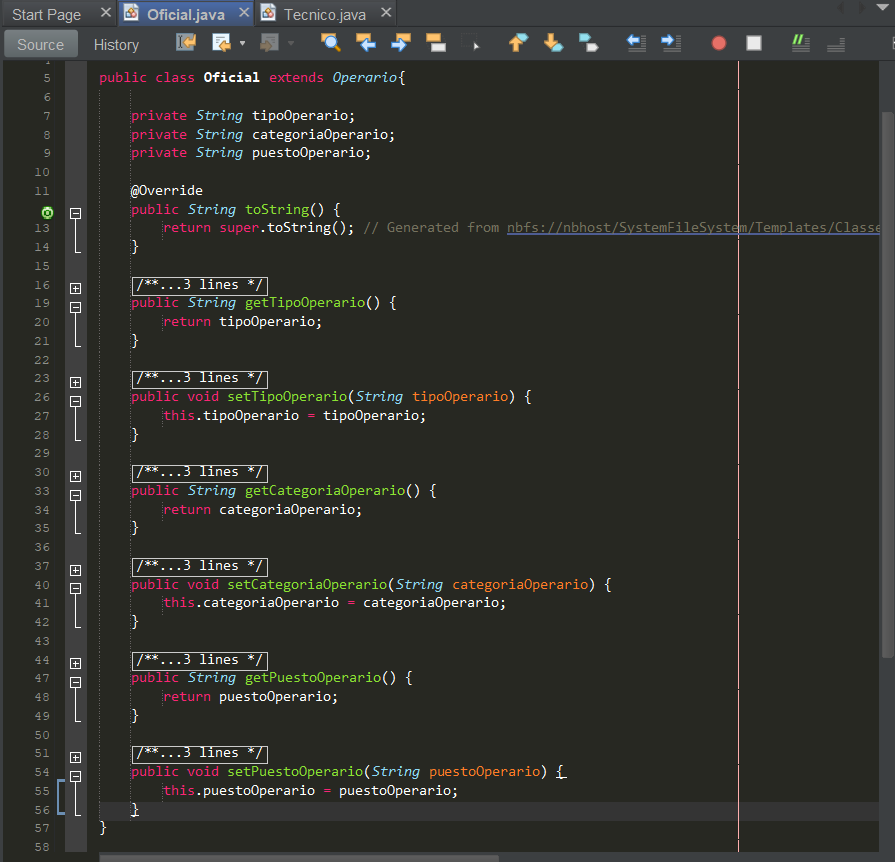 Start Page Oficial.java Tecnico.java
Source History
5 public class Oficial extends Operario{
6
7 private String tipoOperario;
8 private String categoriaOperario;
9 private String puestoOperario;
10
11 @Override
public String toString() {
13 return super.toString(); // Generated from nbfs://nbhost/SystemFileSystem/Templates/Classe
14 }
15
16 /**...3 lines */
19 public String getTipoOperario() {
20 return tipoOperario;
21 }
22
23 /**...3 lines */
26 public void setTipoOperario(String tipoOperario) {
27 this.tipoOperario = tipoOperario;
28 }
29
30 /**...3 lines */
33 public String getCategoriaOperario() {
34 return categoriaOperario;
35 }
36
37 /**...3 lines */
40 public void setCategoriaOperario(String categoriaOperario) {
41 this.categoriaOperario = categoriaOperario;
42 }
43
44 /**...3 lines */
47 public String getPuestoOperario() {
48 return puestoOperario;
49 }
50
51 /**...3 lines */
54 public void setPuestoOperario(String puestoOperario) {
55 this.puestoOperario = puestoOperario;
56 }
57 }
58